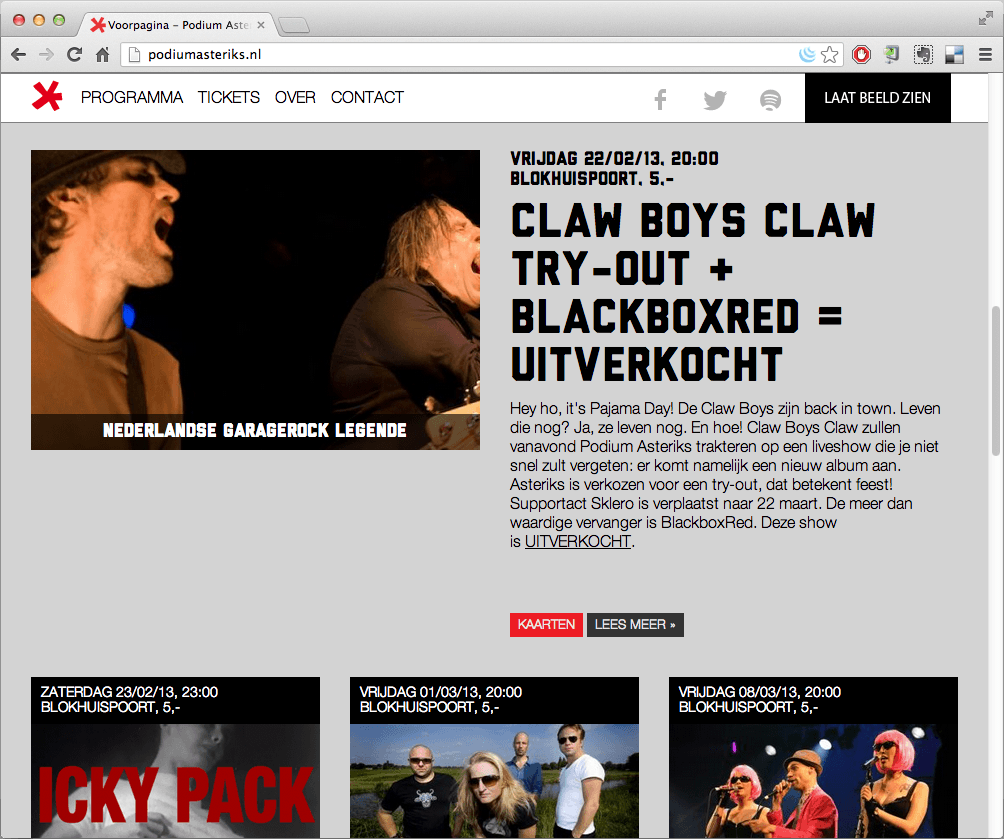 Voorpagina – Podium Aste
podiumasteriks.nl
PROGRAMMA TICKETS OVER CONTACT
LAAT BEELD ZIEN
VRIJDAG 22/02/13, 20:00
BLOKHUISPOORT, 5,-
CLAW BOYS CLAW
TRY-OUT +
BLACKBOXRED =
UITVERKOCHT
NEDERLANDSE GARAGEROCK LEGENDE
Hey ho, it's Pajama Day! De Claw Boys zijn back in town. Leven
die nog? Ja, ze leven nog. En hoe! Claw Boys Claw zullen
vanavond Podium Asteriks trakteren op een liveshow die je niet
snel zult vergeten: er komt namelijk een nieuw album aan.
Asteriks is verkozen voor een try-out, dat betekent feest!
Supportact Sklero is verplaatst naar 22 maart. De meer dan
waardige vervanger is BlackboxRed. Deze show
is UITVERKOCHT.
KAARTEN LEES MEER »
ZATERDAG 23/02/13, 23:00
BLOKHUISPOORT, 5,-
ICKY PACK
VRIJDAG 01/03/13, 20:00
BLOKHUISPOORT, 5,-
VRIJDAG 08/03/13, 20:00
BLOKHUISPOORT, 5,-